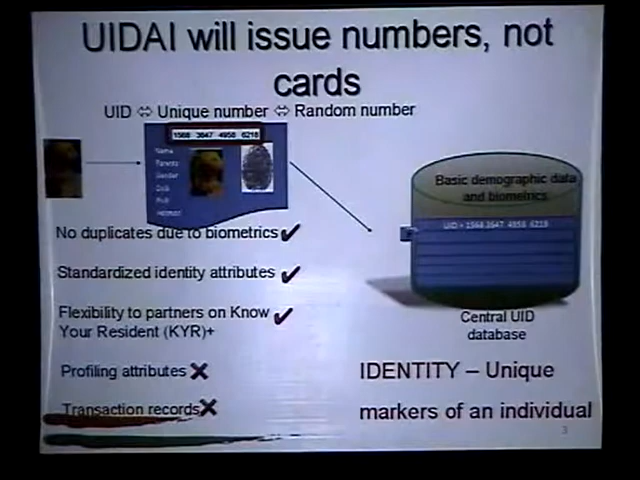 UIDAI will issue numbers, not
cards
UID ⇔ Unique number ⇔ Random number
1568 3647 4958 6218
Name
Parents
Gender
DoB
PoB
Address
Basic demographic data
and biometrics
UID = 1568 3647 4958 6218
No duplicates due to biometrics ✔
Standardized identity attributes ✔
Flexibility to partners on Know ✔
Your Resident (KYR)+
Central UID
database
Profiling attributes ✘
Transaction records ✘
IDENTITY – Unique
markers of an individual
3